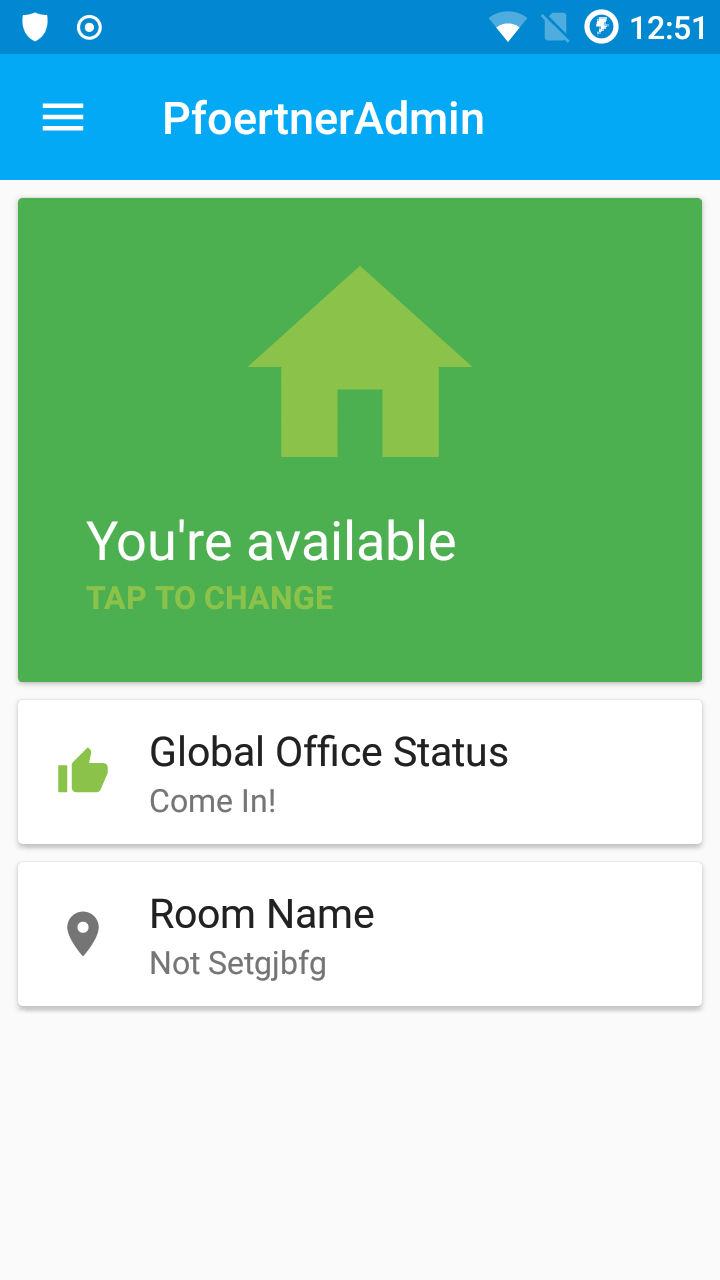 12:51
PfoertnerAdmin
You're available
TAP TO CHANGE
Global Office Status
Come In!
Room Name
Not Setgjbfg